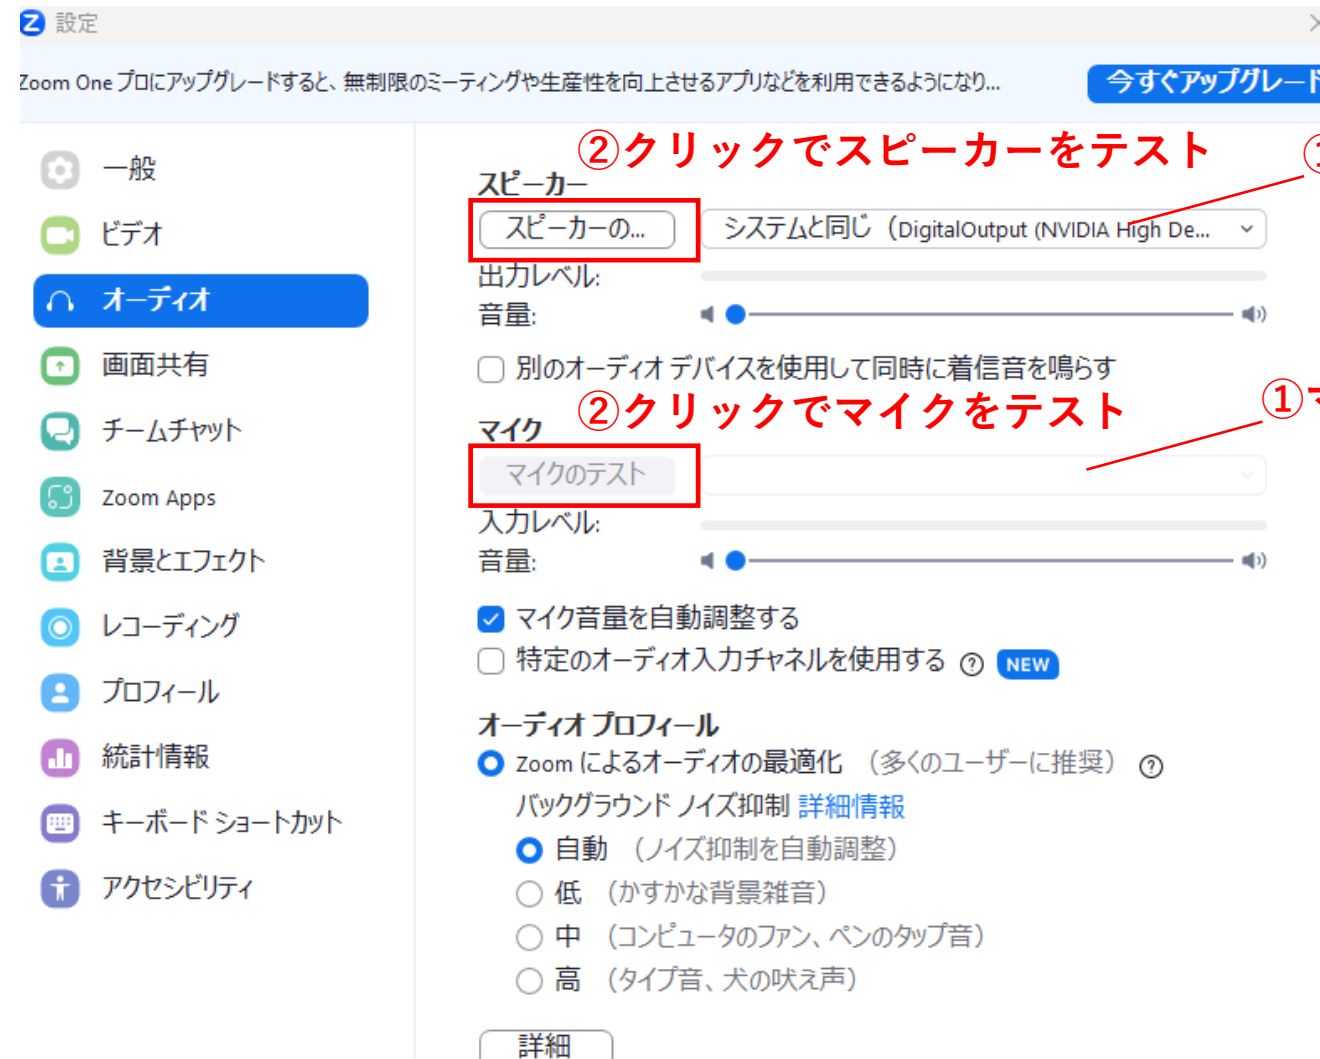 設定
Zoom One プロにアップグレードすると、無制限のミーティングや生産性を向上させるアプリなどを利用できるようになり...
今すぐアップグレード
②クリックでスピーカーをテスト
①
一般
ビデオ
オーディオ
画面共有
チームチャット
Zoom Apps
背景とエフェクト
レコーディング
プロフィール
統計情報
キーボード ショートカット
アクセシビリティ
スピーカー
スピーカーの...
システムと同じ（DigitalOutput (NVIDIA High De...
出力レベル:
音量:
別のオーディオ デバイスを使用して同時に着信音を鳴らす
②クリックでマイクをテスト
①マ
マイク
マイクのテスト
入力レベル:
音量:
マイク音量を自動調整する
特定のオーディオ入力チャネルを使用する ? NEW
オーディオ プロフィール
Zoom によるオーディオの最適化 （多くのユーザーに推奨） ?
バックグラウンド ノイズ抑制 詳細情報
自動 （ノイズ抑制を自動調整）
低 （かすかな背景雑音）
中 （コンピュータのファン、ペンのタップ音）
高 （タイプ音、犬の吠え声）
詳細